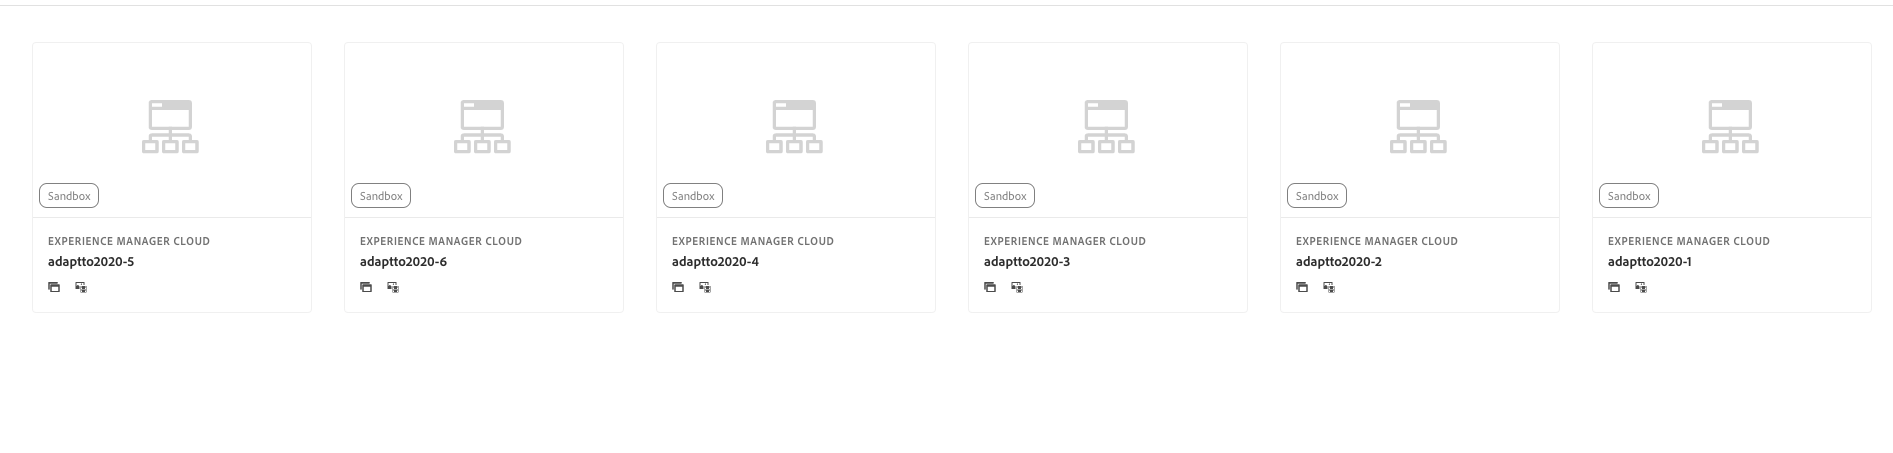 Sandbox
EXPERIENCE MANAGER CLOUD
adaptto2020-5
Sandbox
EXPERIENCE MANAGER CLOUD
adaptto2020-6
Sandbox
EXPERIENCE MANAGER CLOUD
adaptto2020-4
Sandbox
EXPERIENCE MANAGER CLOUD
adaptto2020-3
Sandbox
EXPERIENCE MANAGER CLOUD
adaptto2020-2
Sandbox
EXPERIENCE MANAGER CLOUD
adaptto2020-1